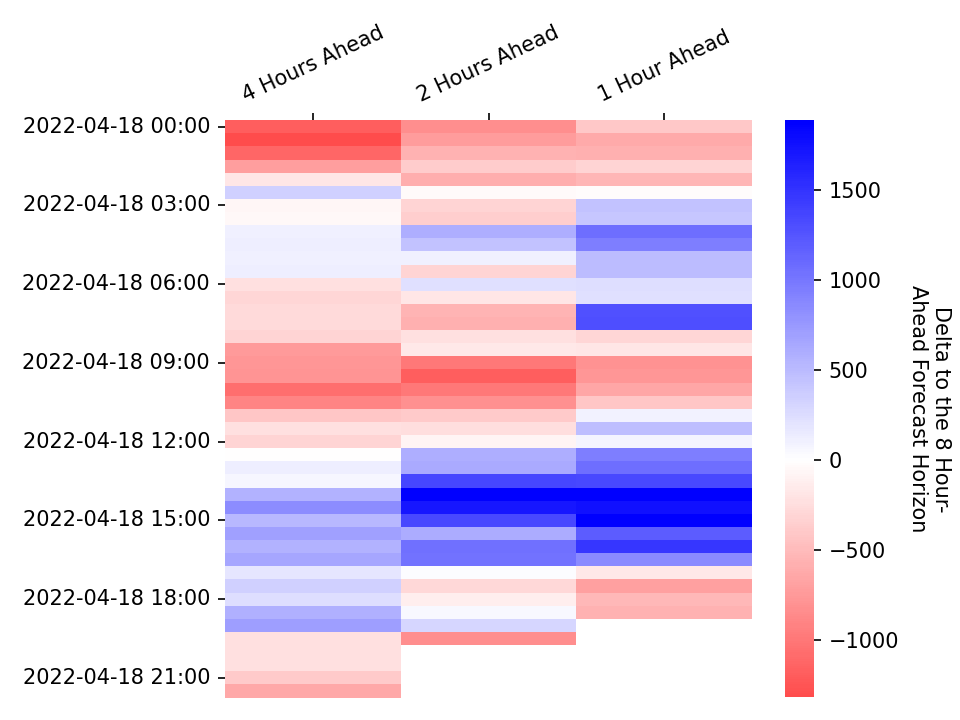 4 Hours Ahead
2 Hours Ahead
1 Hour Ahead
2022-04-18 00:00
2022-04-18 03:00
2022-04-18 06:00
2022-04-18 09:00
2022-04-18 12:00
2022-04-18 15:00
2022-04-18 18:00
2022-04-18 21:00
1500
1000
500
0
−500
−1000
Delta to the 8 Hour-
Ahead Forecast Horizon